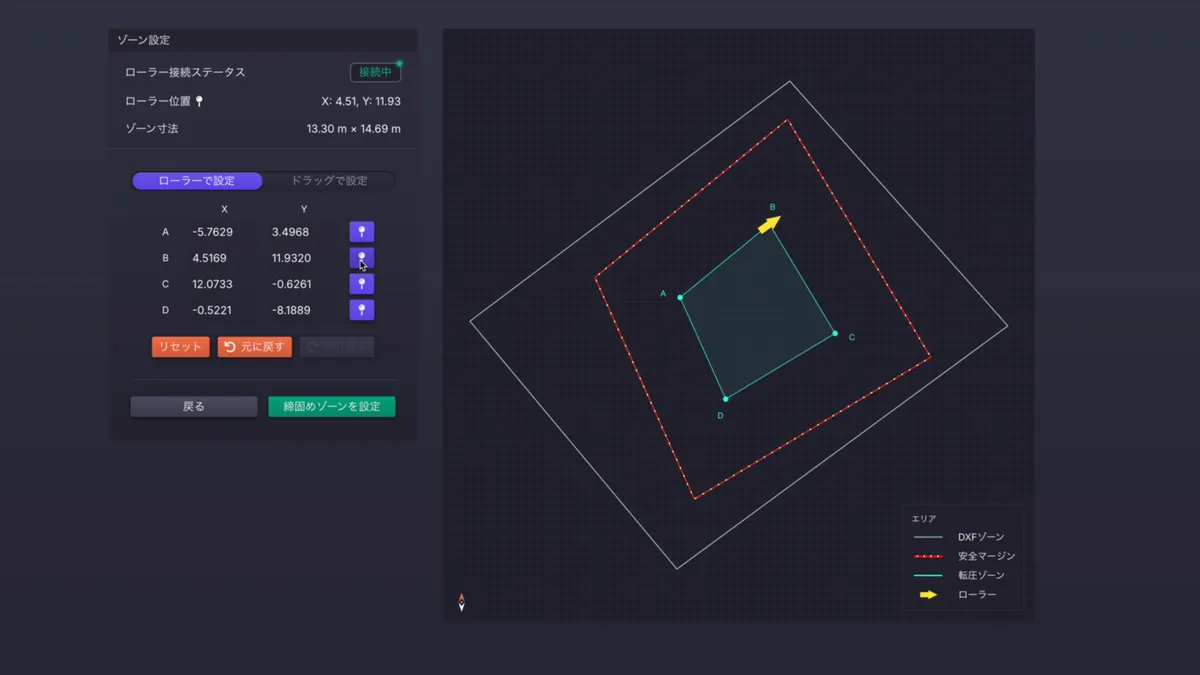 ゾーン設定
ローラー接続ステータス 接続中
ローラー位置 X: 4.51, Y: 11.93
ゾーン寸法 13.30 m × 14.69 m
ローラーで設定 ドラッグで設定
X Y
A -5.7629 3.4968
B 4.5169 11.9320
C 12.0733 -0.6261
D -0.5221 -8.1889
リセット 元に戻す
戻る 締固めゾーンを設定
B
A
C
D
エリア
DXFゾーン
安全マージン
転圧ゾーン
ローラー